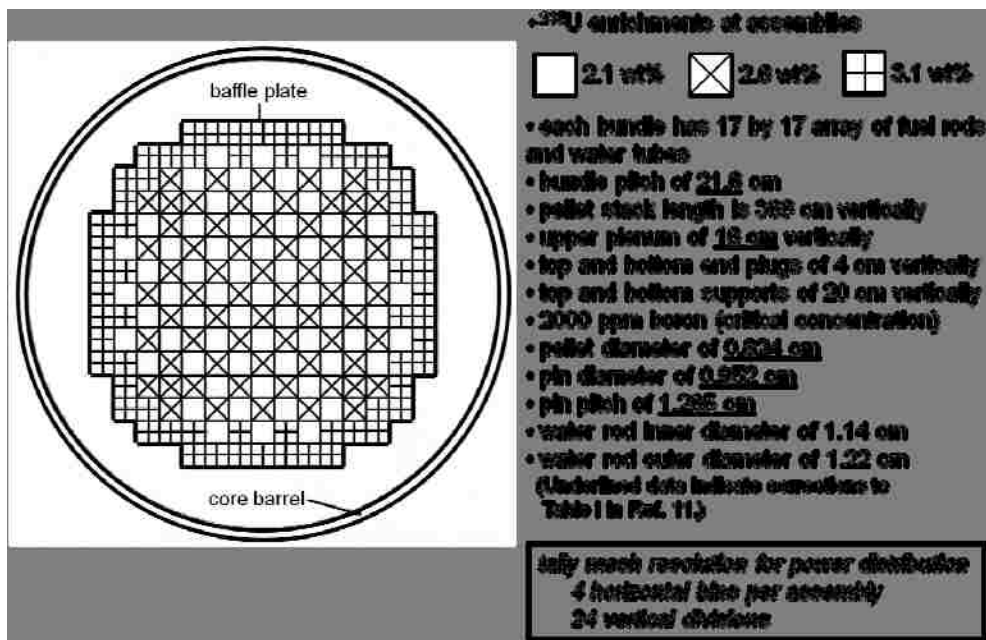 baffle plate
core barrel
•²³⁵U enrichments at assemblies
2.1 wt% 2.6 wt% 3.1 wt%
• each bundle has 17 by 17 array of fuel rods
and water tubes
• bundle pitch of 21.6 cm
• pellet stack length is cm vertically
• upper plenum of 16 cm vertically
• top and bottom end plugs of 4 cm vertically
• top and bottom supports of 20 cm vertically
• 2000 ppm boron (critical concentration)
• pellet diameter of 0.824 cm
• pin diameter of 0.952 cm
• pin pitch of 1.265 cm
• water rod inner diameter of 1.14 cm
• water rod outer diameter of 1.22 cm
(Underlined data indicate corrections to
Table I in Ref. 11.)
tally mesh resolution for power distribution
4 horizontal bins per assembly
24 vertical divisions